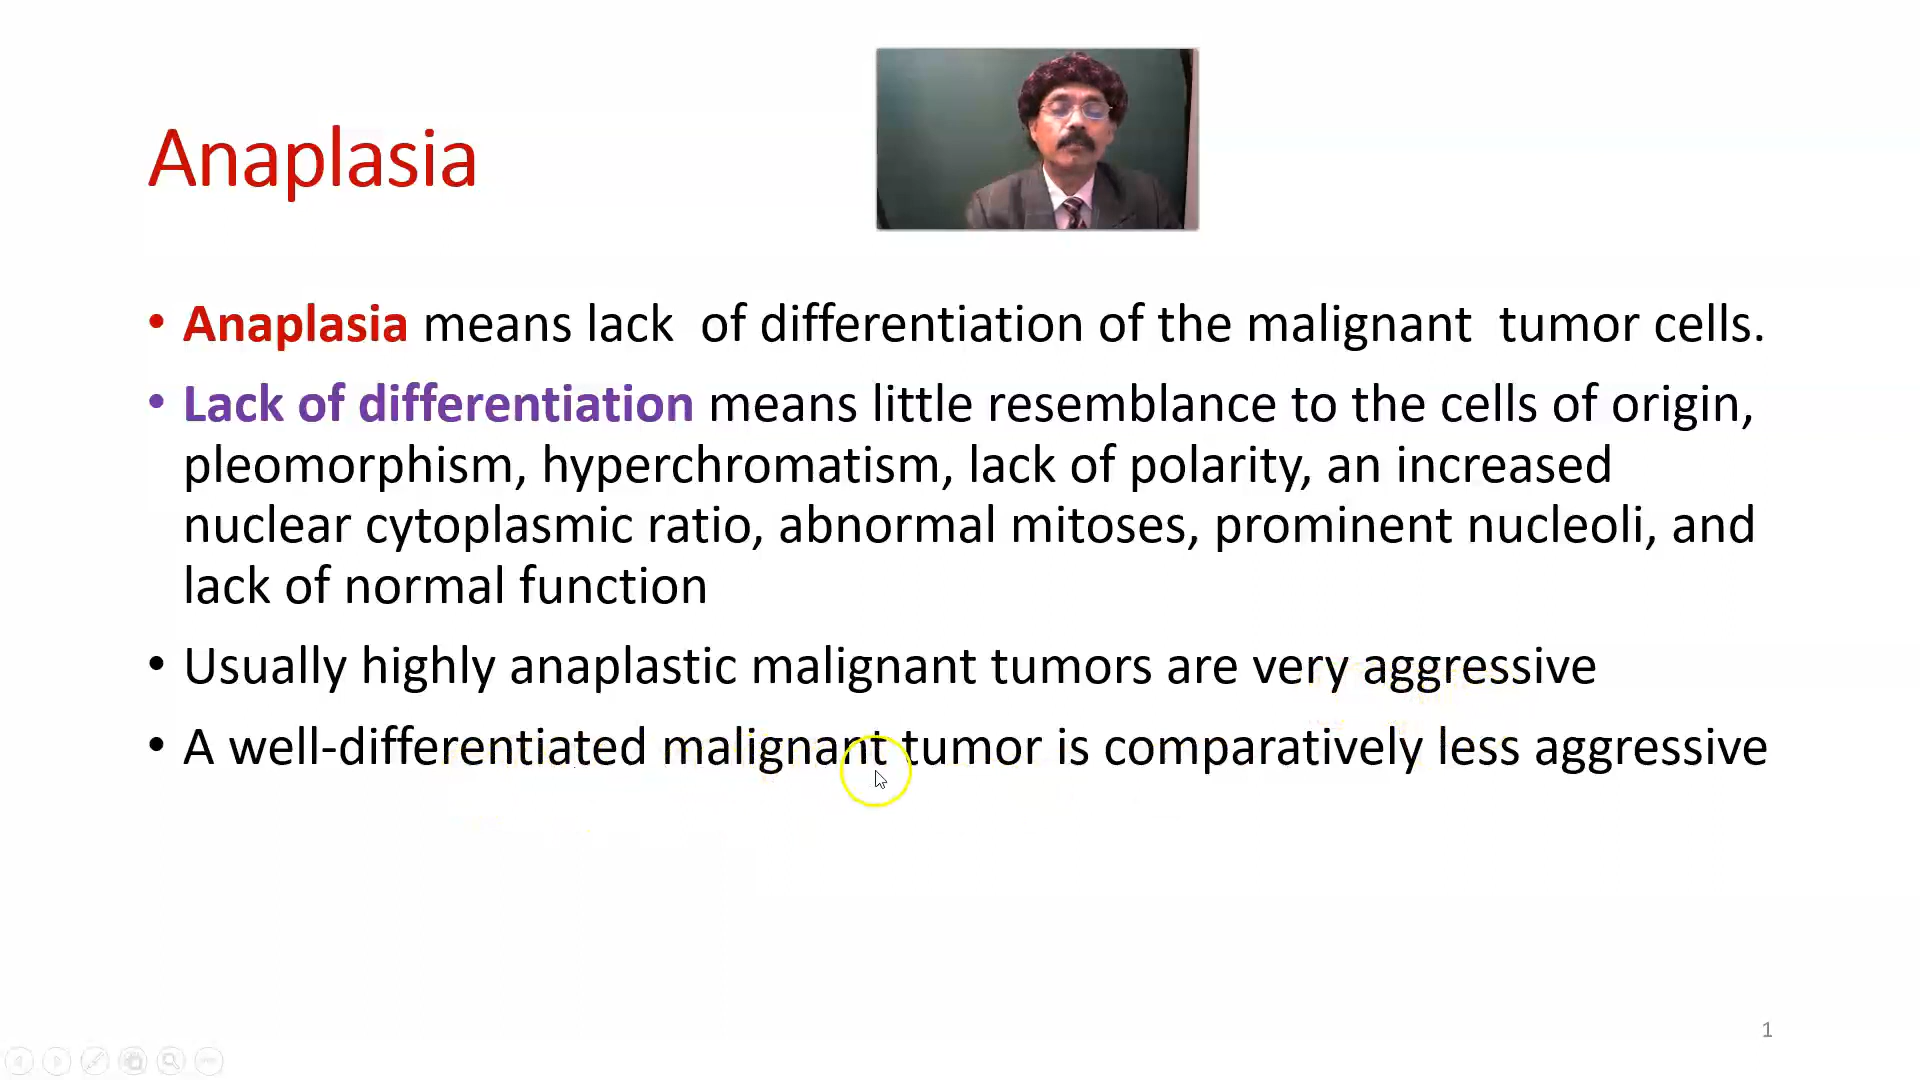 Anaplasia
• Anaplasia means lack of differentiation of the malignant tumor cells.
• Lack of differentiation means little resemblance to the cells of origin,
pleomorphism, hyperchromatism, lack of polarity, an increased
nuclear cytoplasmic ratio, abnormal mitoses, prominent nucleoli, and
lack of normal function
• Usually highly anaplastic malignant tumors are very aggressive
• A well-differentiated malignant tumor is comparatively less aggressive
1